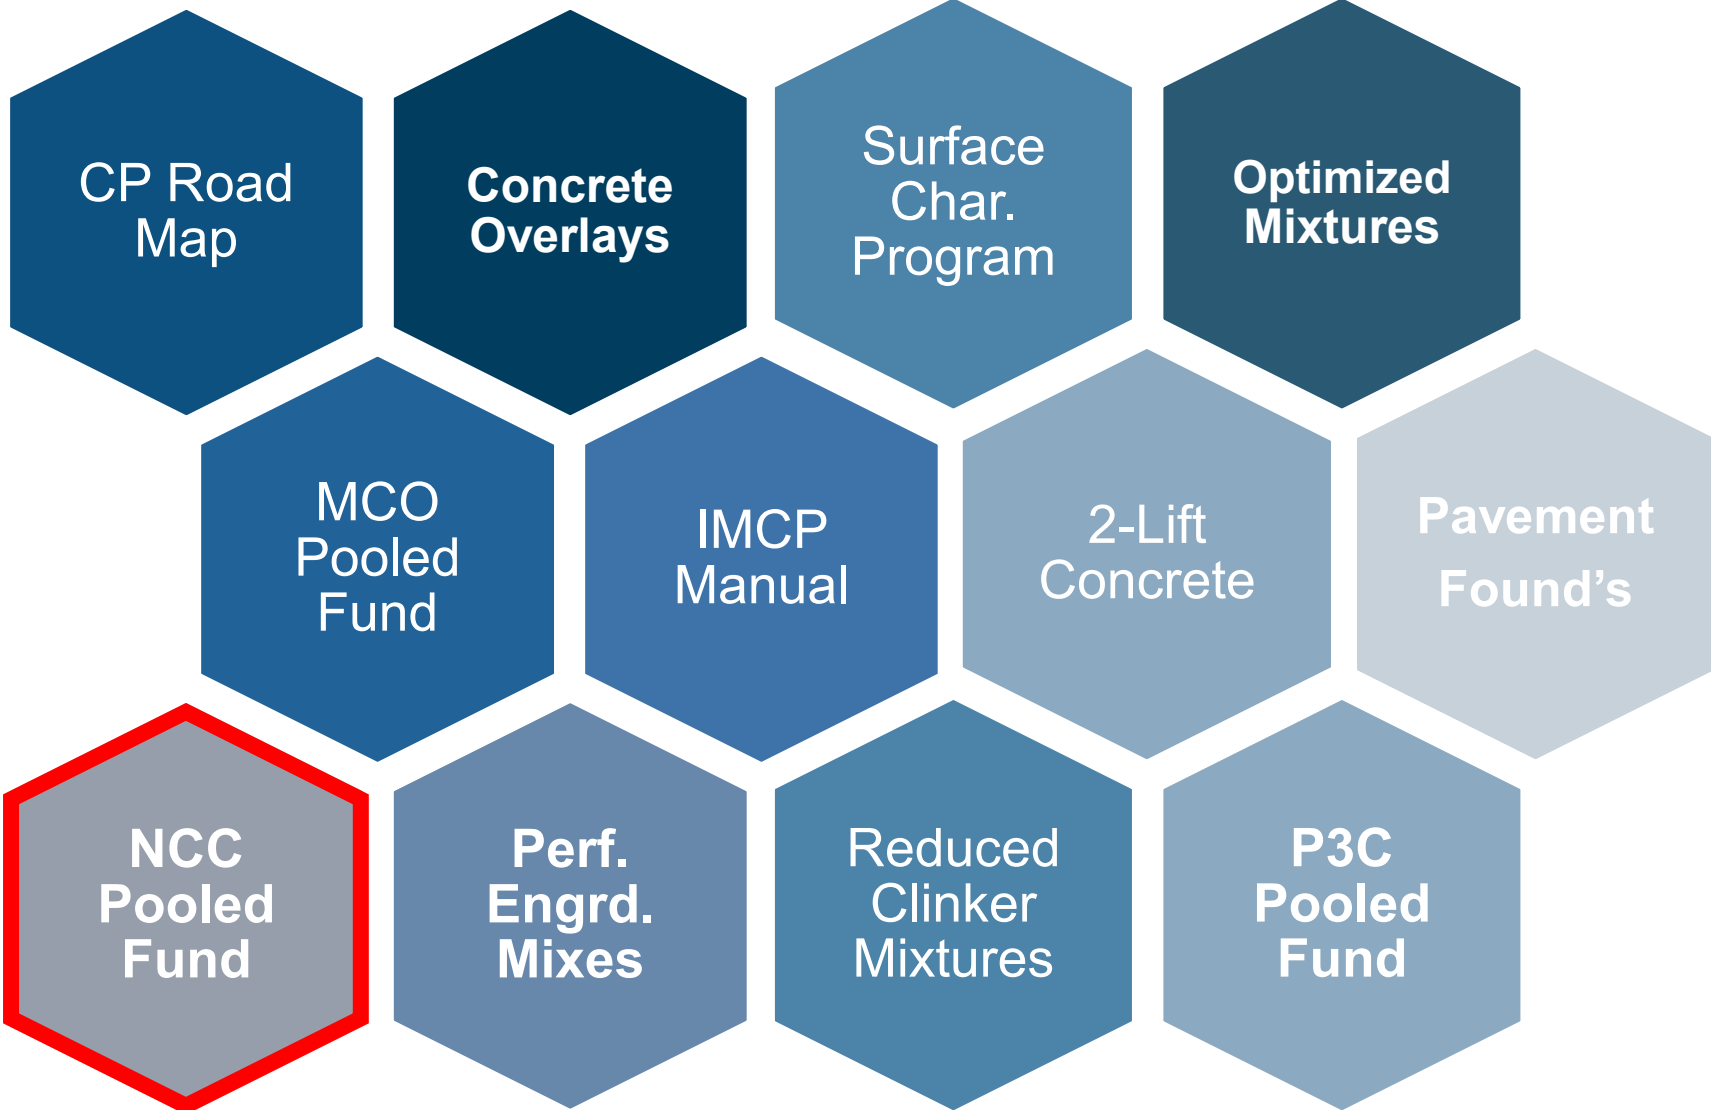 CP Road
Map
Concrete
Overlays
Surface
Char.
Program
Optimized
Mixtures
MCO
Pooled
Fund
IMCP
Manual
2-Lift
Concrete
Pavement
Found’s
NCC
Pooled
Fund
Perf.
Engrd.
Mixes
Reduced
Clinker
Mixtures
P3C
Pooled
Fund